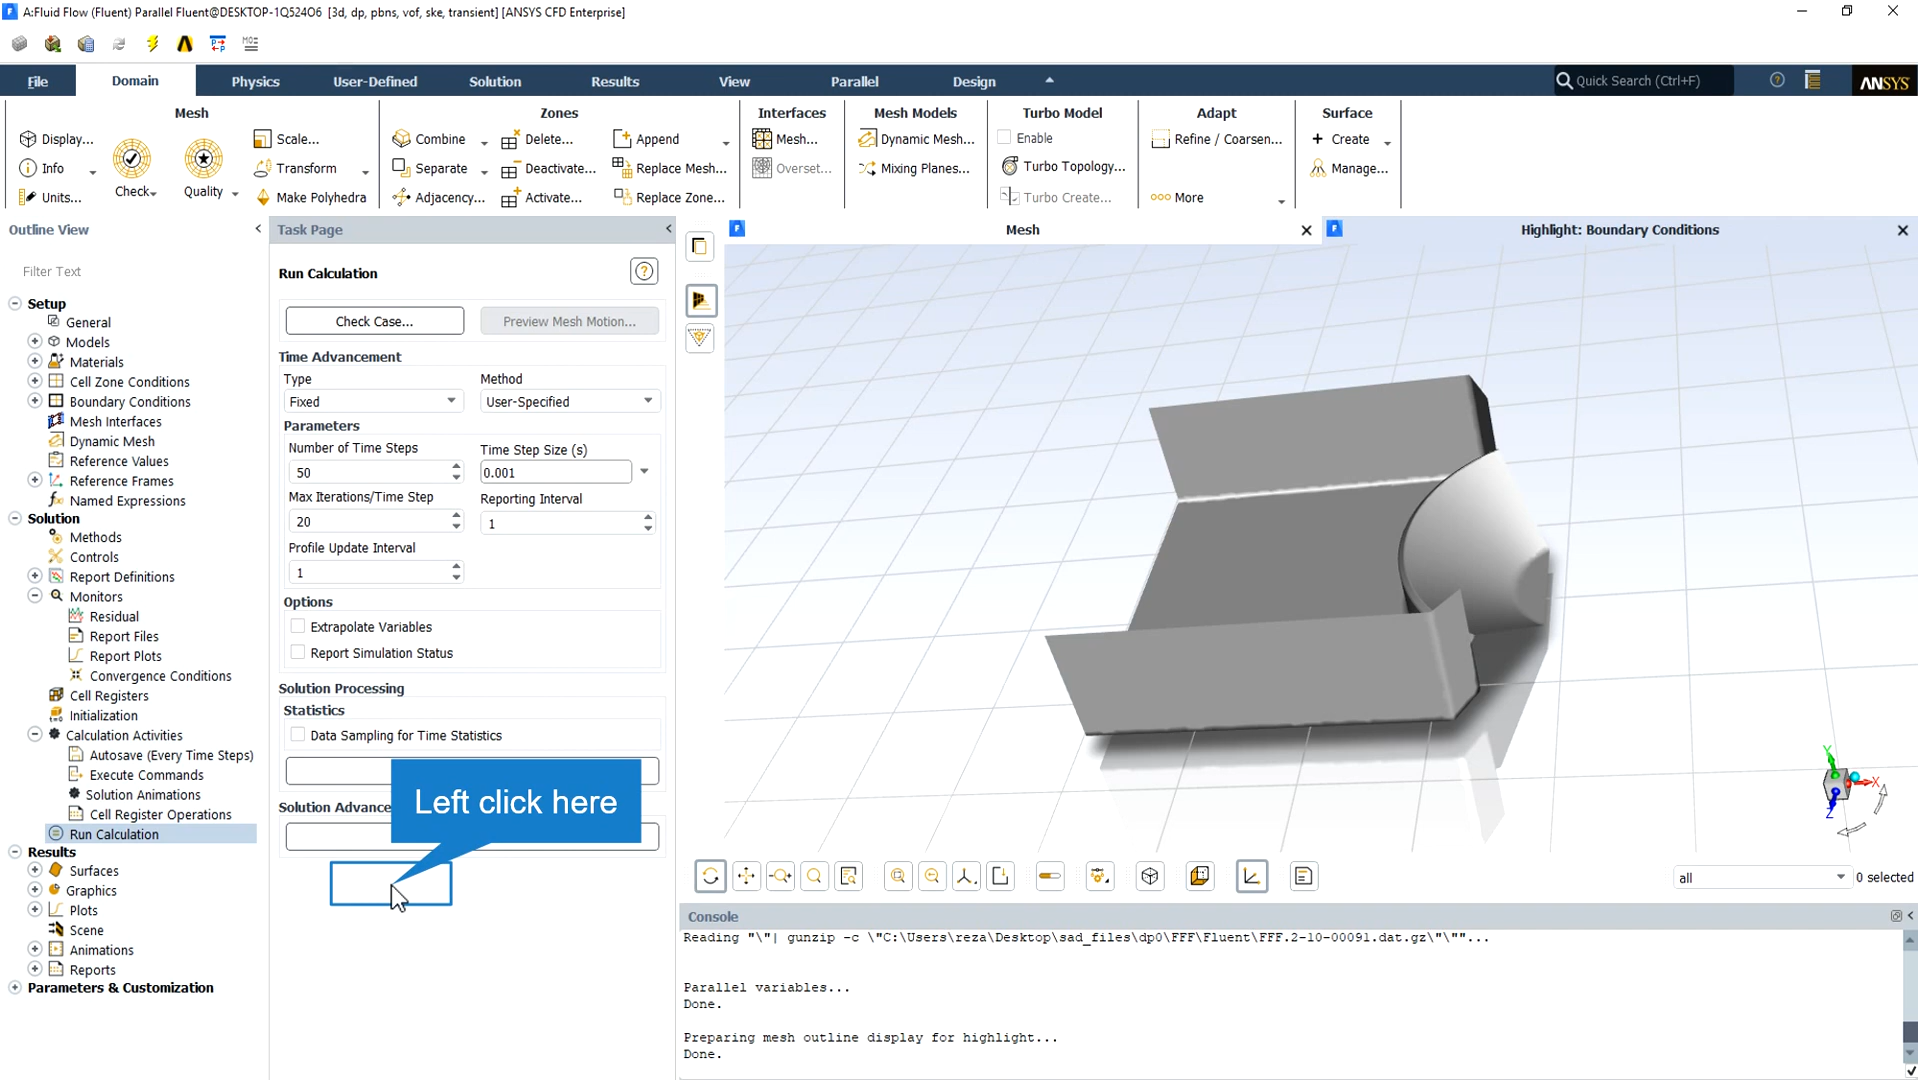 A:Fluid Flow (Fluent) Parallel Fluent@DESKTOP-1Q524O6 [3d, dp, pbns, vof, ske, transient] [ANSYS CFD Enterprise]
File Domain Physics User-Defined Solution Results View Parallel Design Quick Search (Ctrl+F) ANSYS
Mesh Zones Interfaces Mesh Models Turbo Model Adapt Surface
Display... Scale... Combine Delete... Append Mesh... Dynamic Mesh... Enable Refine / Coarsen... Create
Info Transform Separate Deactivate... Replace Mesh... Overset... Mixing Planes... Turbo Topology... Manage...
Units... Check Quality Make Polyhedra Adjacency... Activate... Replace Zone... Turbo Create... More
Outline View
Filter Text
Setup
General
Models
Materials
Cell Zone Conditions
Boundary Conditions
Mesh Interfaces
Dynamic Mesh
Reference Values
Reference Frames
Named Expressions
Solution
Methods
Controls
Report Definitions
Monitors
Residual
Report Files
Report Plots
Convergence Conditions
Cell Registers
Initialization
Calculation Activities
Autosave (Every Time Steps)
Execute Commands
Solution Animations
Cell Register Operations
Run Calculation
Results
Surfaces
Graphics
Plots
Scene
Animations
Reports
Parameters & Customization
Task Page
Run Calculation
Check Case... Preview Mesh Motion...
Time Advancement
Type Method
Fixed User-Specified
Parameters
Number of Time Steps Time Step Size (s)
50 0.001
Max Iterations/Time Step Reporting Interval
20 1
Profile Update Interval
1
Options
Extrapolate Variables
Report Simulation Status
Solution Processing
Statistics
Data Sampling for Time Statistics
Left click here
Mesh
Highlight: Boundary Conditions
Y
X
Z
all 0 selected
Console
Reading "\"| gunzip -c \"C:\Users\reza\Desktop\sad_files\dp0\FFF\Fluent\FFF.2-10-00091.dat.gz\"\""...
Parallel variables...
Done.
Preparing mesh outline display for highlight...
Done.